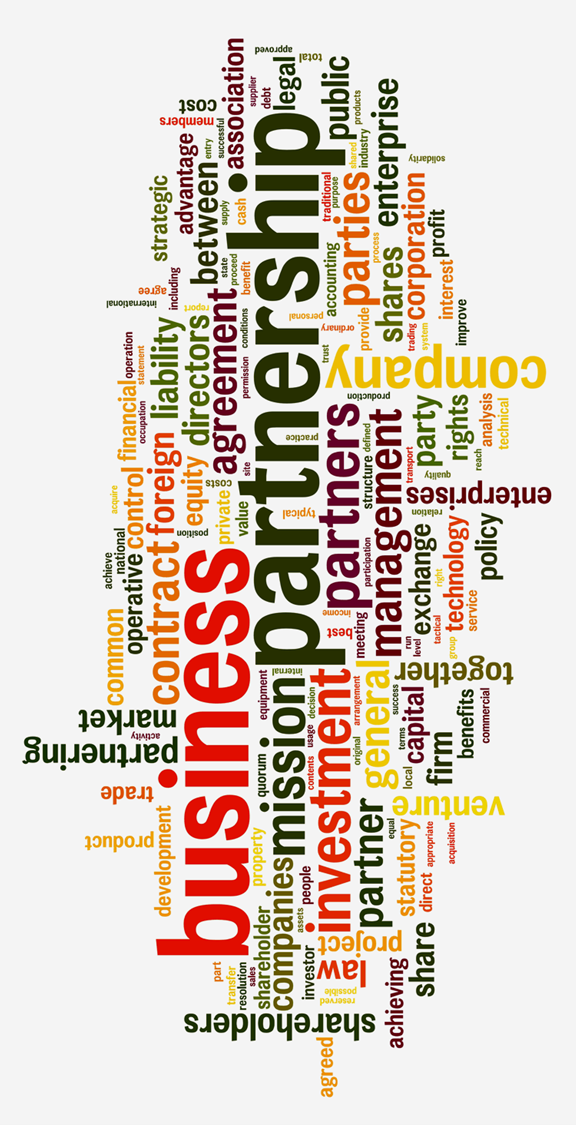 association
approved
total
supplier
debt
legal
public
products
cost
members
successful
entry
advantage
shared
industry
enterprise
solidarity
strategic
between
supply
cash
partnership
traditional
purpose
parties
process
corporation
profit
state
proceed
benefit
accounting
shares
interest
improve
agree
including
international
report
agreement
personal
ordinary
provide
trading
system
conditions
liability
directors
operation
statement
permission
trust
company
financial
occupation
production
partners
party
rights
analysis
technical
foreign
practice
defined
structure
management
transport
reach
quality
control
equity
site
costs
private
value
enterprises
acquire
typical
relation
position
contract
exchange
technology
policy
national
achieve
operative
participation
right
service
business
income
best
meeting
tactical
run
level
group
common
together
internal
equipment
mission
decision
investment
arrangement
general
success
capital
benefits
commercial
market
activity
partnering
usage
original
terms
firm
quorum
contents
local
trade
venture
product
development
property
partner
equal
statutory
appropriate
acquisition
companies
people
direct
assets
shareholder
project
share
investor
law
achieving
part
transfer
resolution
sales
possible
reserved
shareholders
agreed